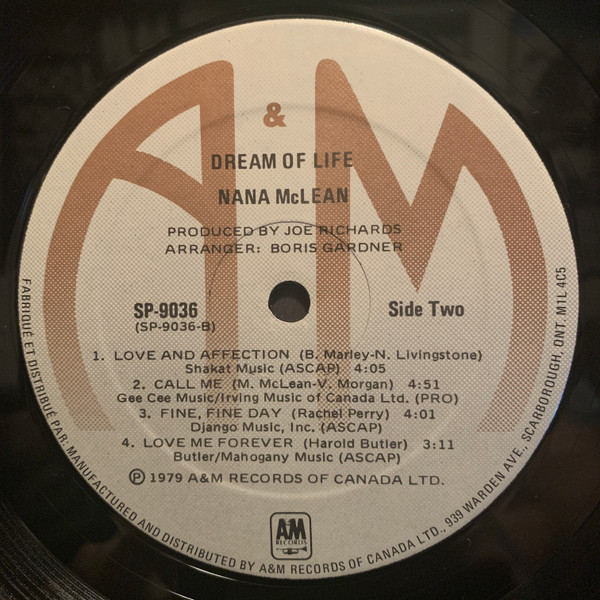 &
DREAM OF LIFE
NANA McLEAN
PRODUCED BY JOE RICHARDS
ARRANGER: BORIS GARDNER
SP-9036
(SP-9036-B)
Side Two
1. LOVE AND AFFECTION (B. Marley-N. Livingstone)
Shakat Music (ASCAP) 4:05
2. CALL ME (M. McLean-V. Morgan) 4:51
Gee Cee Music/Irving Music of Canada Ltd. (PRO)
3. FINE, FINE DAY (Rachel Perry) 4:01
Django Music, Inc. (ASCAP)
4. LOVE ME FOREVER (Harold Butler) 3:11
Butler/Mahogany Music (ASCAP)
Ⓟ 1979 A&M RECORDS OF CANADA LTD.
A&M
RECORDS
FABRIQUÉ ET DISTRIBUÉ PAR: MANUFACTURED AND DISTRIBUTED BY A&M RECORDS OF CANADA LTD., 939 WARDEN AVE., SCARBOROUGH, ONT. M1L 4C5